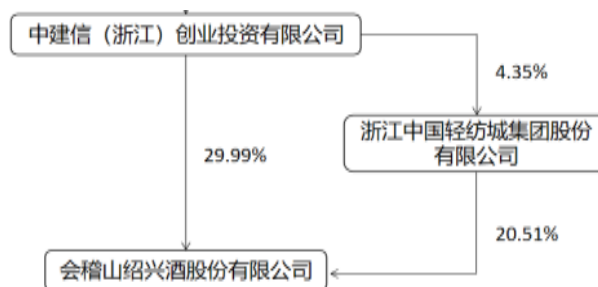 中建信（浙江）创业投资有限公司
4.35%
浙江中国轻纺城集团股份
有限公司
29.99%
20.51%
会稽山绍兴酒股份有限公司